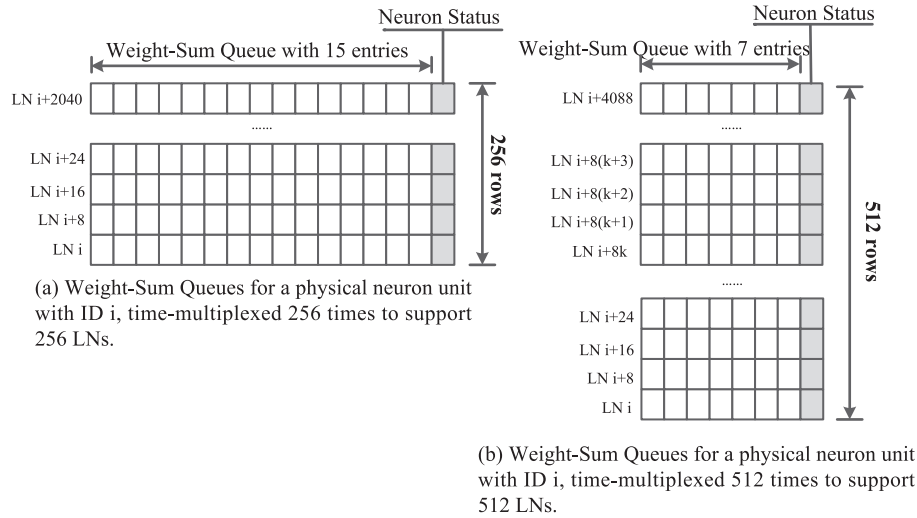 Neuron Status
Weight-Sum Queue with 15 entries
LN i+2040
......
LN i+24
LN i+16
LN i+8
LN i
256 rows
(a) Weight-Sum Queues for a physical neuron unit
with ID i, time-multiplexed 256 times to support
256 LNs.
Neuron Status
Weight-Sum Queue with 7 entries
LN i+4088
......
LN i+8(k+3)
LN i+8(k+2)
LN i+8(k+1)
LN i+8k
......
LN i+24
LN i+16
LN i+8
LN i
512 rows
(b) Weight-Sum Queues for a physical neuron unit
with ID i, time-multiplexed 512 times to support
512 LNs.